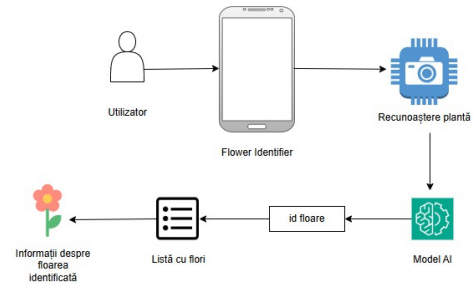 Utilizator
Flower Identifier
Recunoaștere plantă
Model AI
id floare
Listă cu flori
Informații despre
floarea
identificată